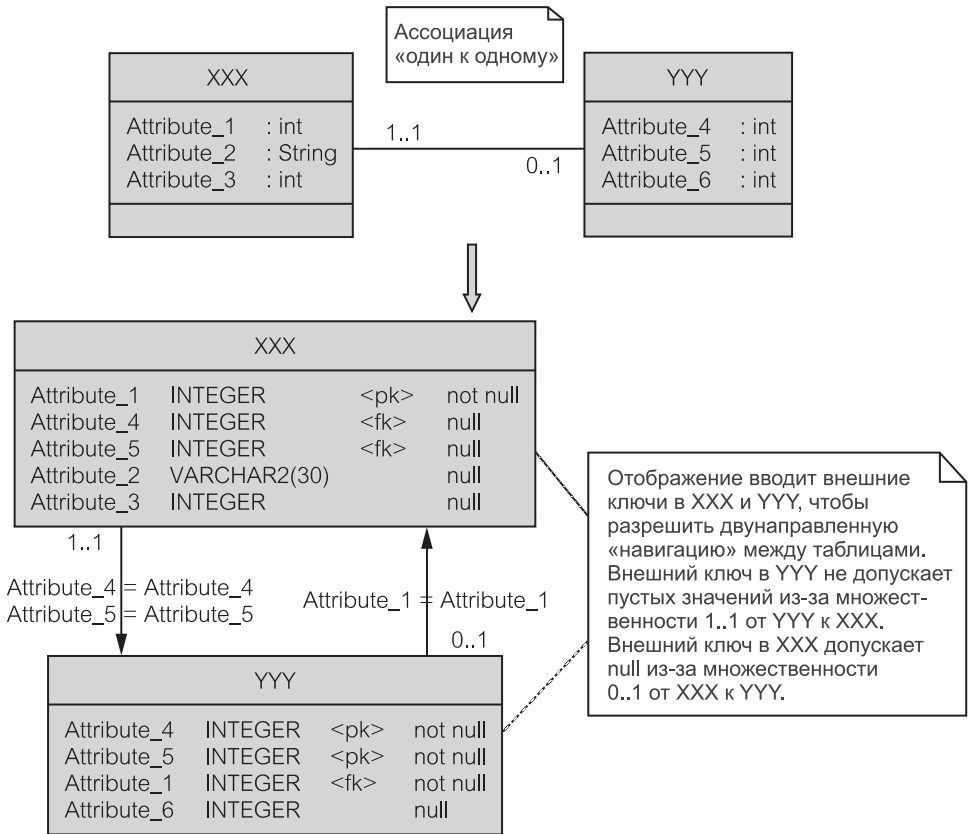 Ассоциация
«один к одному»
XXX
Attribute_1 : int
Attribute_2 : String
Attribute_3 : int
1..1
0..1
YYY
Attribute_4 : int
Attribute_5 : int
Attribute_6 : int
XXX
Attribute_1 INTEGER <pk> not null
Attribute_4 INTEGER <fk> null
Attribute_5 INTEGER <fk> null
Attribute_2 VARCHAR2(30) null
Attribute_3 INTEGER null
1..1
Attribute_4 = Attribute_4
Attribute_5 = Attribute_5
Attribute_1 = Attribute_1
0..1
YYY
Attribute_4 INTEGER <pk> not null
Attribute_5 INTEGER <pk> not null
Attribute_1 INTEGER <fk> not null
Attribute_6 INTEGER null
Отображение вводит внешние
ключи в XXX и YYY, чтобы
разрешить двунаправленную
«навигацию» между таблицами.
Внешний ключ в YYY не допускает
пустых значений из-за множест-
венности 1..1 от YYY к XXX.
Внешний ключ в XXX допускает
null из-за множественности
0..1 от XXX к YYY.